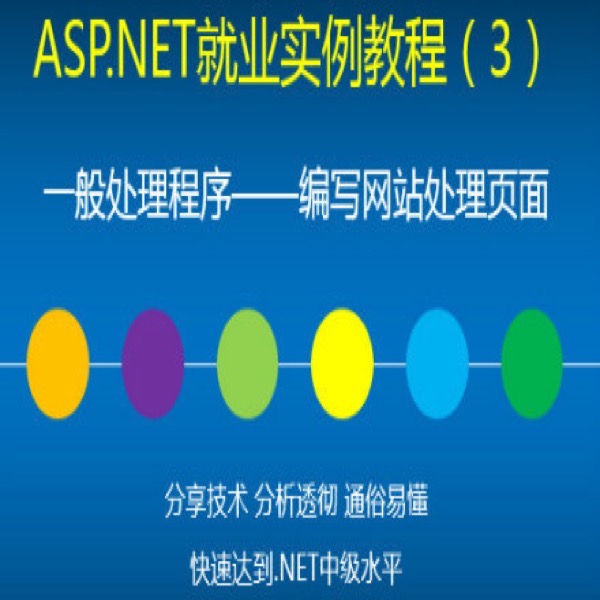 ASP.NET就业实例教程（3）
一般处理程序——编写网站处理页面
分享技术 分析透彻 通俗易懂
快速达到.NET中级水平